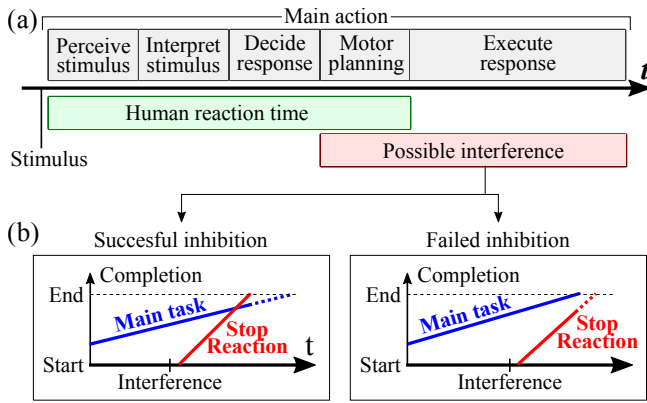 (a)
Main action
Perceive stimulus
Interpret stimulus
Decide response
Motor planning
Execute response
t
Human reaction time
Stimulus
Possible interference
(b)
Succesful inhibition
Failed inhibition
Completion
End
Main task
Stop Reaction
t
Start
Interference
Completion
End
Main task
Stop Reaction
Start
Interference